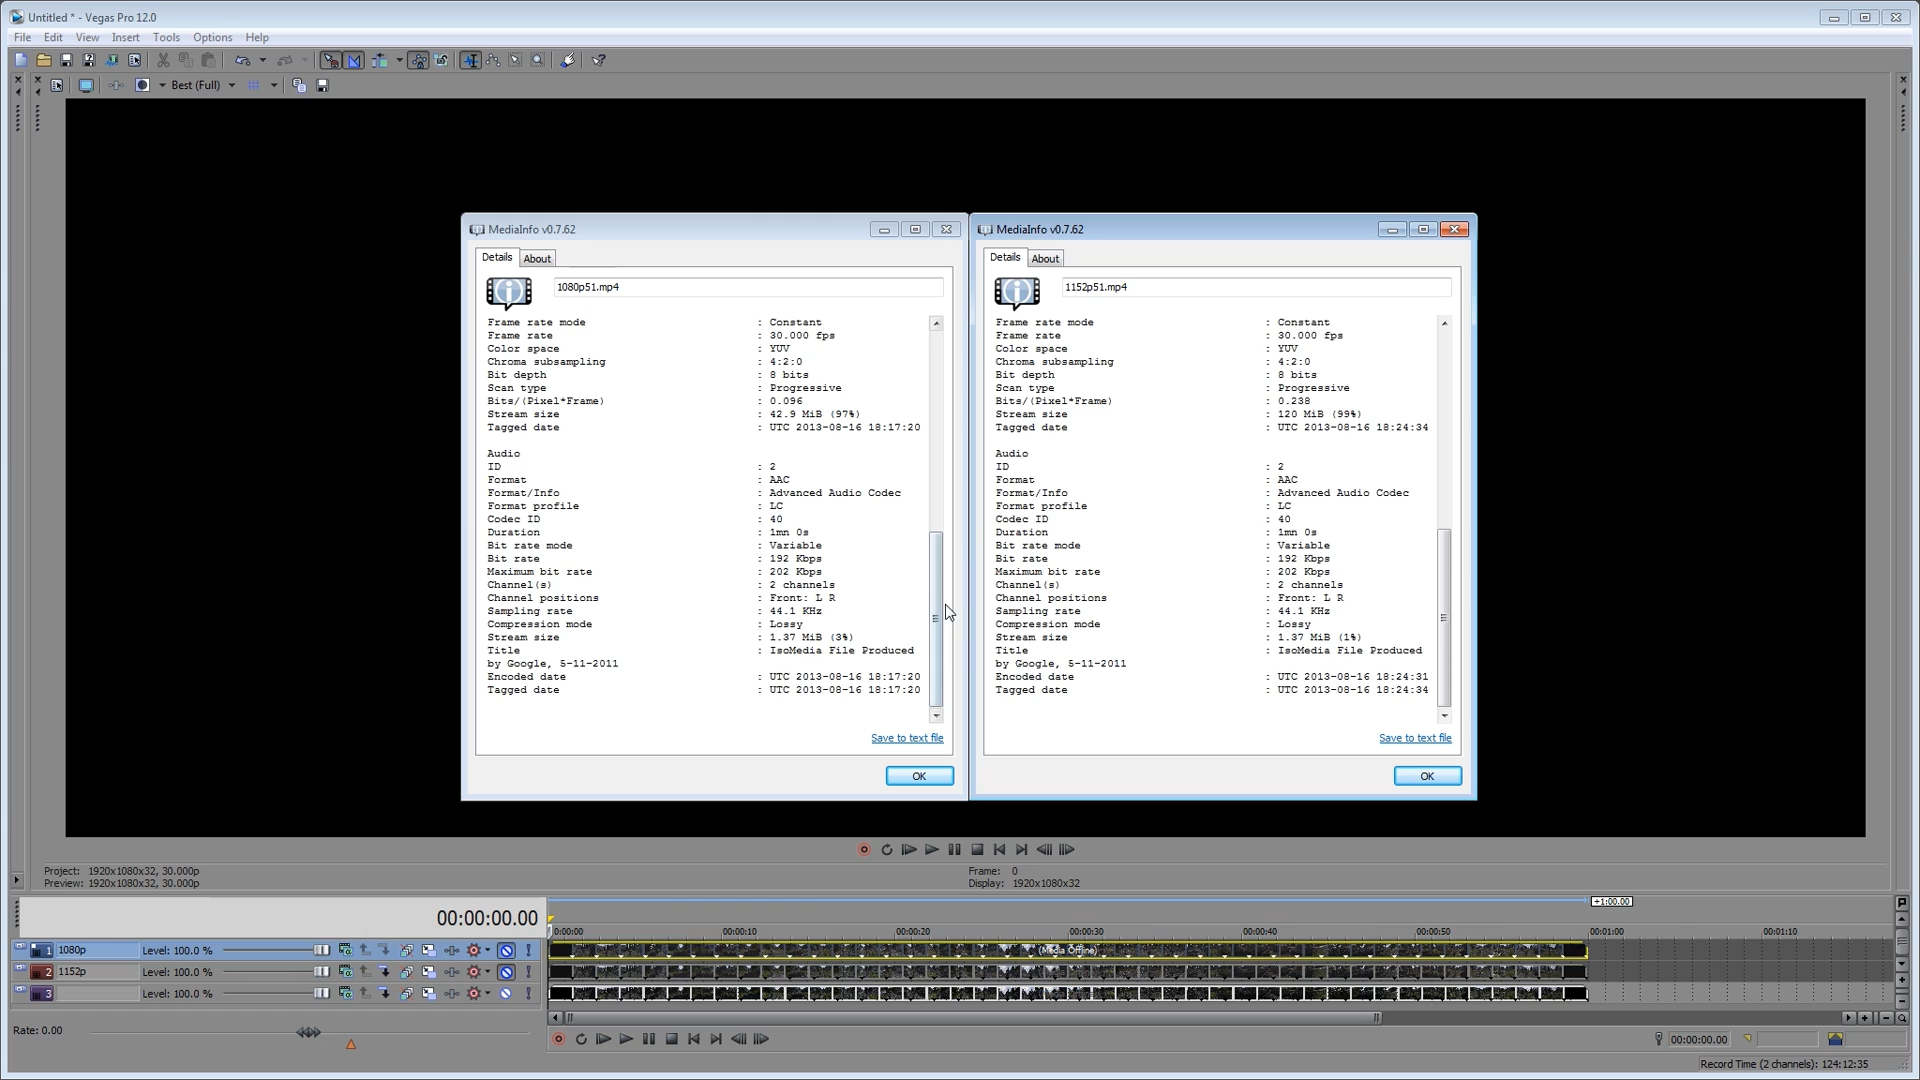 Untitled * - Vegas Pro 12.0
File Edit View Insert Tools Options Help
Best (Full)
MediaInfo v0.7.62
Details About
1080p51.mp4
Frame rate mode : Constant
Frame rate : 30.000 fps
Color space : YUV
Chroma subsampling : 4:2:0
Bit depth : 8 bits
Scan type : Progressive
Bits/(Pixel*Frame) : 0.096
Stream size : 42.9 MiB (97%)
Tagged date : UTC 2013-08-16 18:17:20
Audio
ID : 2
Format : AAC
Format/Info : Advanced Audio Codec
Format profile : LC
Codec ID : 40
Duration : 1mn 0s
Bit rate mode : Variable
Bit rate : 192 Kbps
Maximum bit rate : 202 Kbps
Channel(s) : 2 channels
Channel positions : Front: L R
Sampling rate : 44.1 KHz
Compression mode : Lossy
Stream size : 1.37 MiB (3%)
Title : IsoMedia File Produced
by Google, 5-11-2011
Encoded date : UTC 2013-08-16 18:17:20
Tagged date : UTC 2013-08-16 18:17:20
Save to text file
OK
MediaInfo v0.7.62
Details About
1152p51.mp4
Frame rate mode : Constant
Frame rate : 30.000 fps
Color space : YUV
Chroma subsampling : 4:2:0
Bit depth : 8 bits
Scan type : Progressive
Bits/(Pixel*Frame) : 0.238
Stream size : 120 MiB (99%)
Tagged date : UTC 2013-08-16 18:24:34
Audio
ID : 2
Format : AAC
Format/Info : Advanced Audio Codec
Format profile : LC
Codec ID : 40
Duration : 1mn 0s
Bit rate mode : Variable
Bit rate : 192 Kbps
Maximum bit rate : 202 Kbps
Channel(s) : 2 channels
Channel positions : Front: L R
Sampling rate : 44.1 KHz
Compression mode : Lossy
Stream size : 1.37 MiB (1%)
Title : IsoMedia File Produced
by Google, 5-11-2011
Encoded date : UTC 2013-08-16 18:24:31
Tagged date : UTC 2013-08-16 18:24:34
Save to text file
OK
Project: 1920x1080x32, 30.000p
Preview: 1920x1080x32, 30.000p
Frame: 0
Display: 1920x1080x32
00:00:00.00
+1:00.00
0:00:00 00:00:10 00:00:20 00:00:30 00:00:40 00:00:50 00:01:00 00:01:10
1 1080p Level: 100.0 %
(Media Offline)
2 1152p Level: 100.0 %
3 Level: 100.0 %
Rate: 0.00
00:00:00.00
Record Time (2 channels): 124:12:35